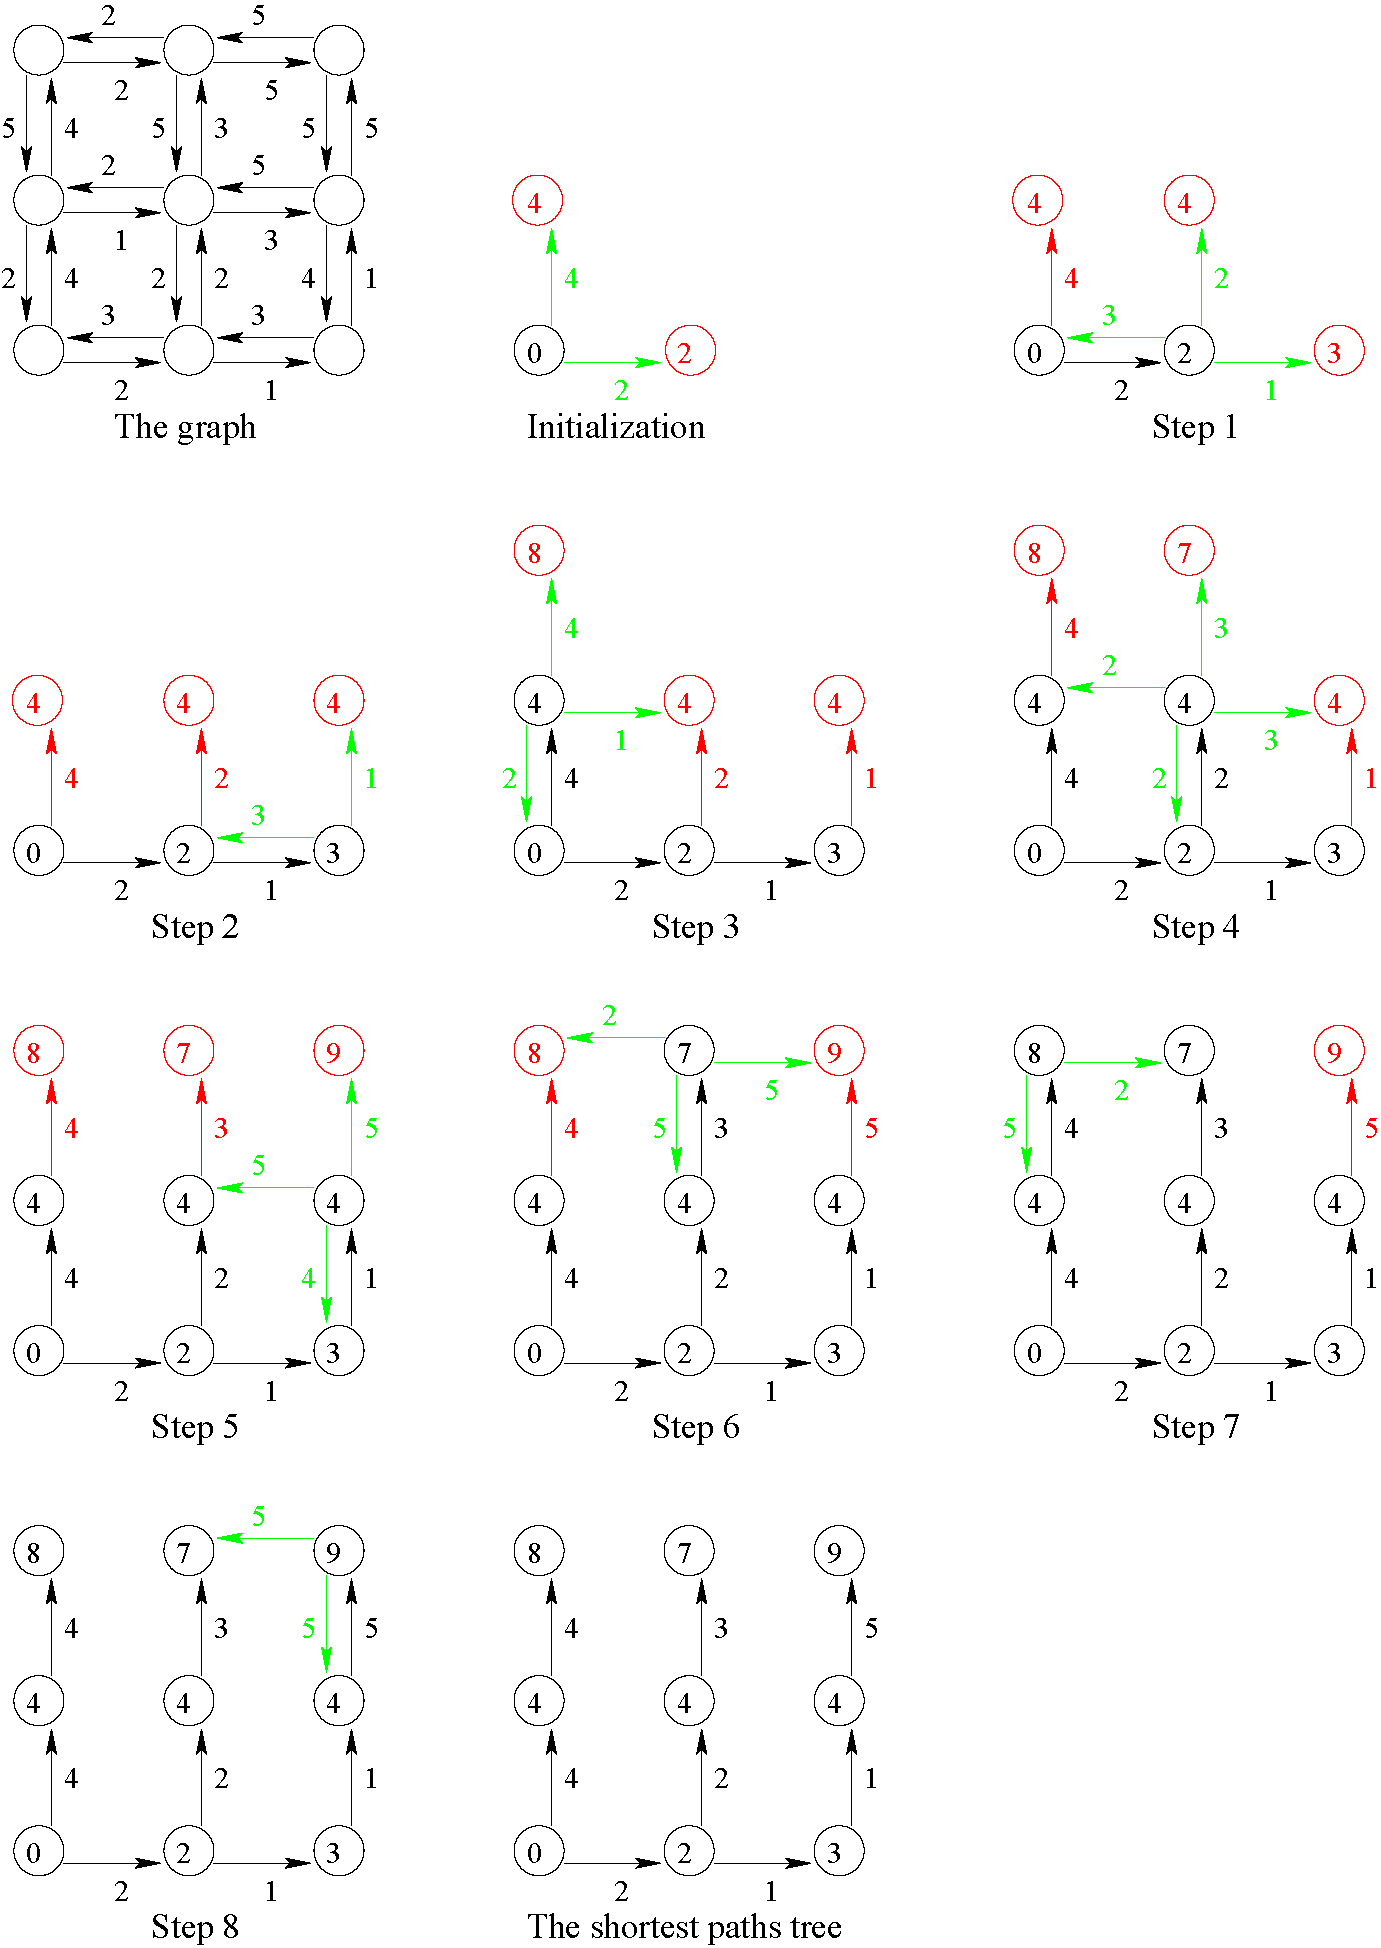 2 5
2 5
5 4 5 3 5 5
2 5
1 3
2 4 2 2 4 1
3 3
2 1
The graph
4
4
0 2
2
Initialization
4 4
4 2
3
0 2 3
2 1
Step 1
4 4 4
4 2 1
3
0 2 3
2 1
Step 2
8
4
4 4 4
1
2 4 2 1
0 2 3
2 1
Step 3
8 7
4 3
2
4 4 4
3
4 2 2 1
0 2 3
2 1
Step 4
8 7 9
4 3 5
5
4 4 4
4 2 4 1
0 2 3
2 1
Step 5
2
8 7 9
5
4 5 3 5
4 4 4
4 2 1
0 2 3
2 1
Step 6
8 7 9
2
5 4 3 5
4 4 4
4 2 1
0 2 3
2 1
Step 7
5
8 7 9
4 3 5 5
4 4 4
4 2 1
0 2 3
2 1
Step 8
8 7 9
4 3 5
4 4 4
4 2 1
0 2 3
2 1
The shortest paths tree